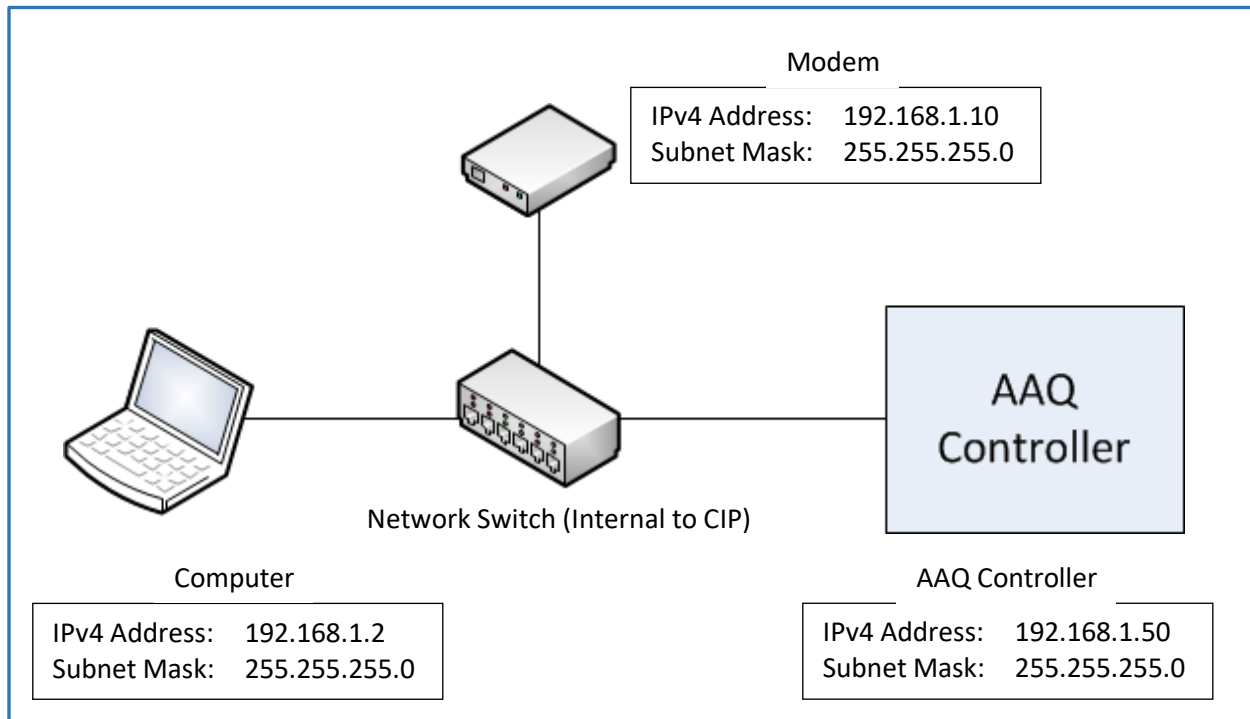 Modem
IPv4 Address: 192.168.1.10
Subnet Mask: 255.255.255.0
AAQ
Controller
Network Switch (Internal to CIP)
Computer
IPv4 Address: 192.168.1.2
Subnet Mask: 255.255.255.0
AAQ Controller
IPv4 Address: 192.168.1.50
Subnet Mask: 255.255.255.0